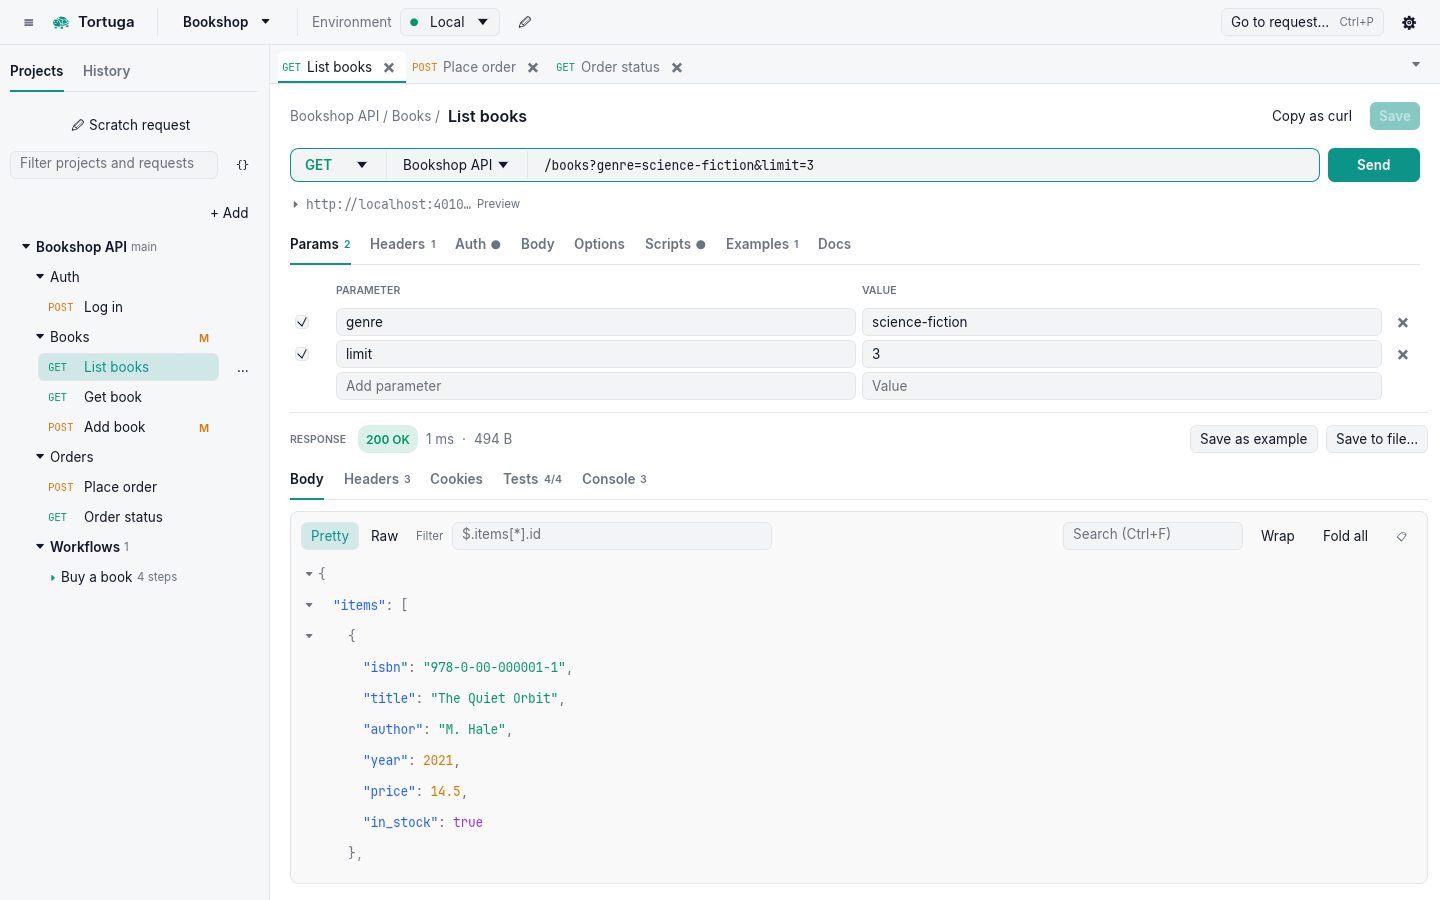 Tortuga Bookshop Environment Local Go to request... Ctrl+P
Projects History
Scratch request
Filter projects and requests {}
+ Add
Bookshop API main
Auth
POST Log in
Books M
GET List books ...
GET Get book
POST Add book M
Orders
POST Place order
GET Order status
Workflows 1
Buy a book 4 steps
GET List books POST Place order GET Order status
Bookshop API / Books / List books Copy as curl Save
GET Bookshop API /books?genre=science-fiction&limit=3 Send
http://localhost:4010… Preview
Params 2 Headers 1 Auth Body Options Scripts Examples 1 Docs
PARAMETER VALUE
genre science-fiction
limit 3
Add parameter Value
RESPONSE 200 OK 1 ms · 494 B Save as example Save to file...
Body Headers 3 Cookies Tests 4/4 Console 3
Pretty Raw Filter $.items[*].id Search (Ctrl+F) Wrap Fold all
{
"items": [
{
"isbn": "978-0-00-000001-1",
"title": "The Quiet Orbit",
"author": "M. Hale",
"year": 2021,
"price": 14.5,
"in_stock": true
},